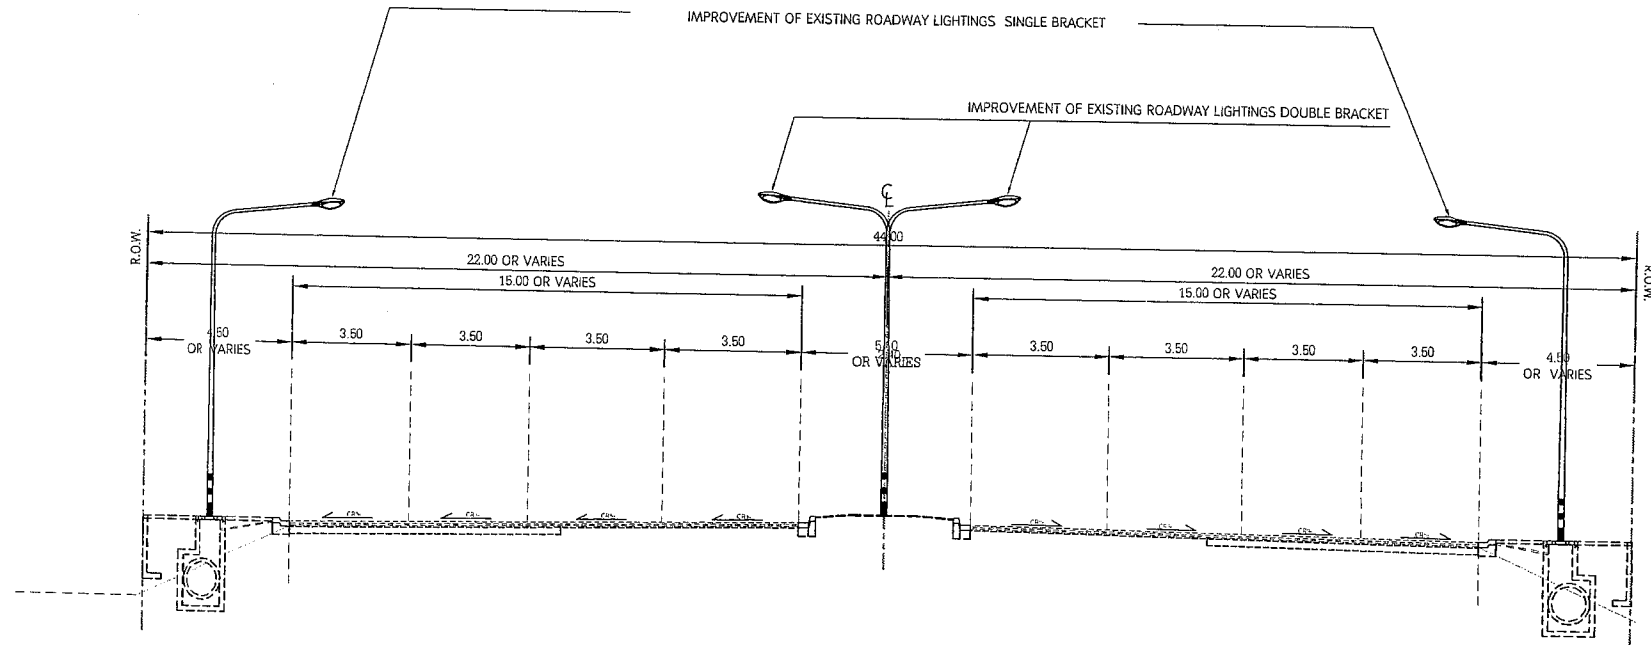 IMPROVEMENT OF EXISTING ROADWAY LIGHTINGS SINGLE BRACKET
IMPROVEMENT OF EXISTING ROADWAY LIGHTINGS DOUBLE BRACKET
R.O.W.
44.00
R.O.W.
22.00 OR VARIES
22.00 OR VARIES
15.00 OR VARIES
15.00 OR VARIES
4.50
OR VARIES
3.50
3.50
3.50
3.50
OR VARIES
3.50
3.50
3.50
3.50
4.50
OR VARIES